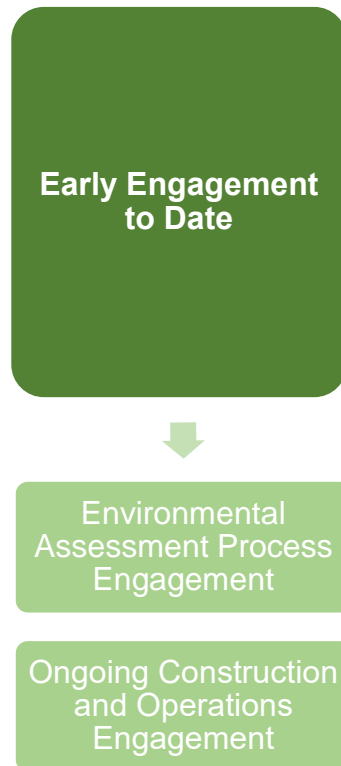 Early Engagement
to Date
Environmental
Assessment Process
Engagement
Ongoing Construction
and Operations
Engagement